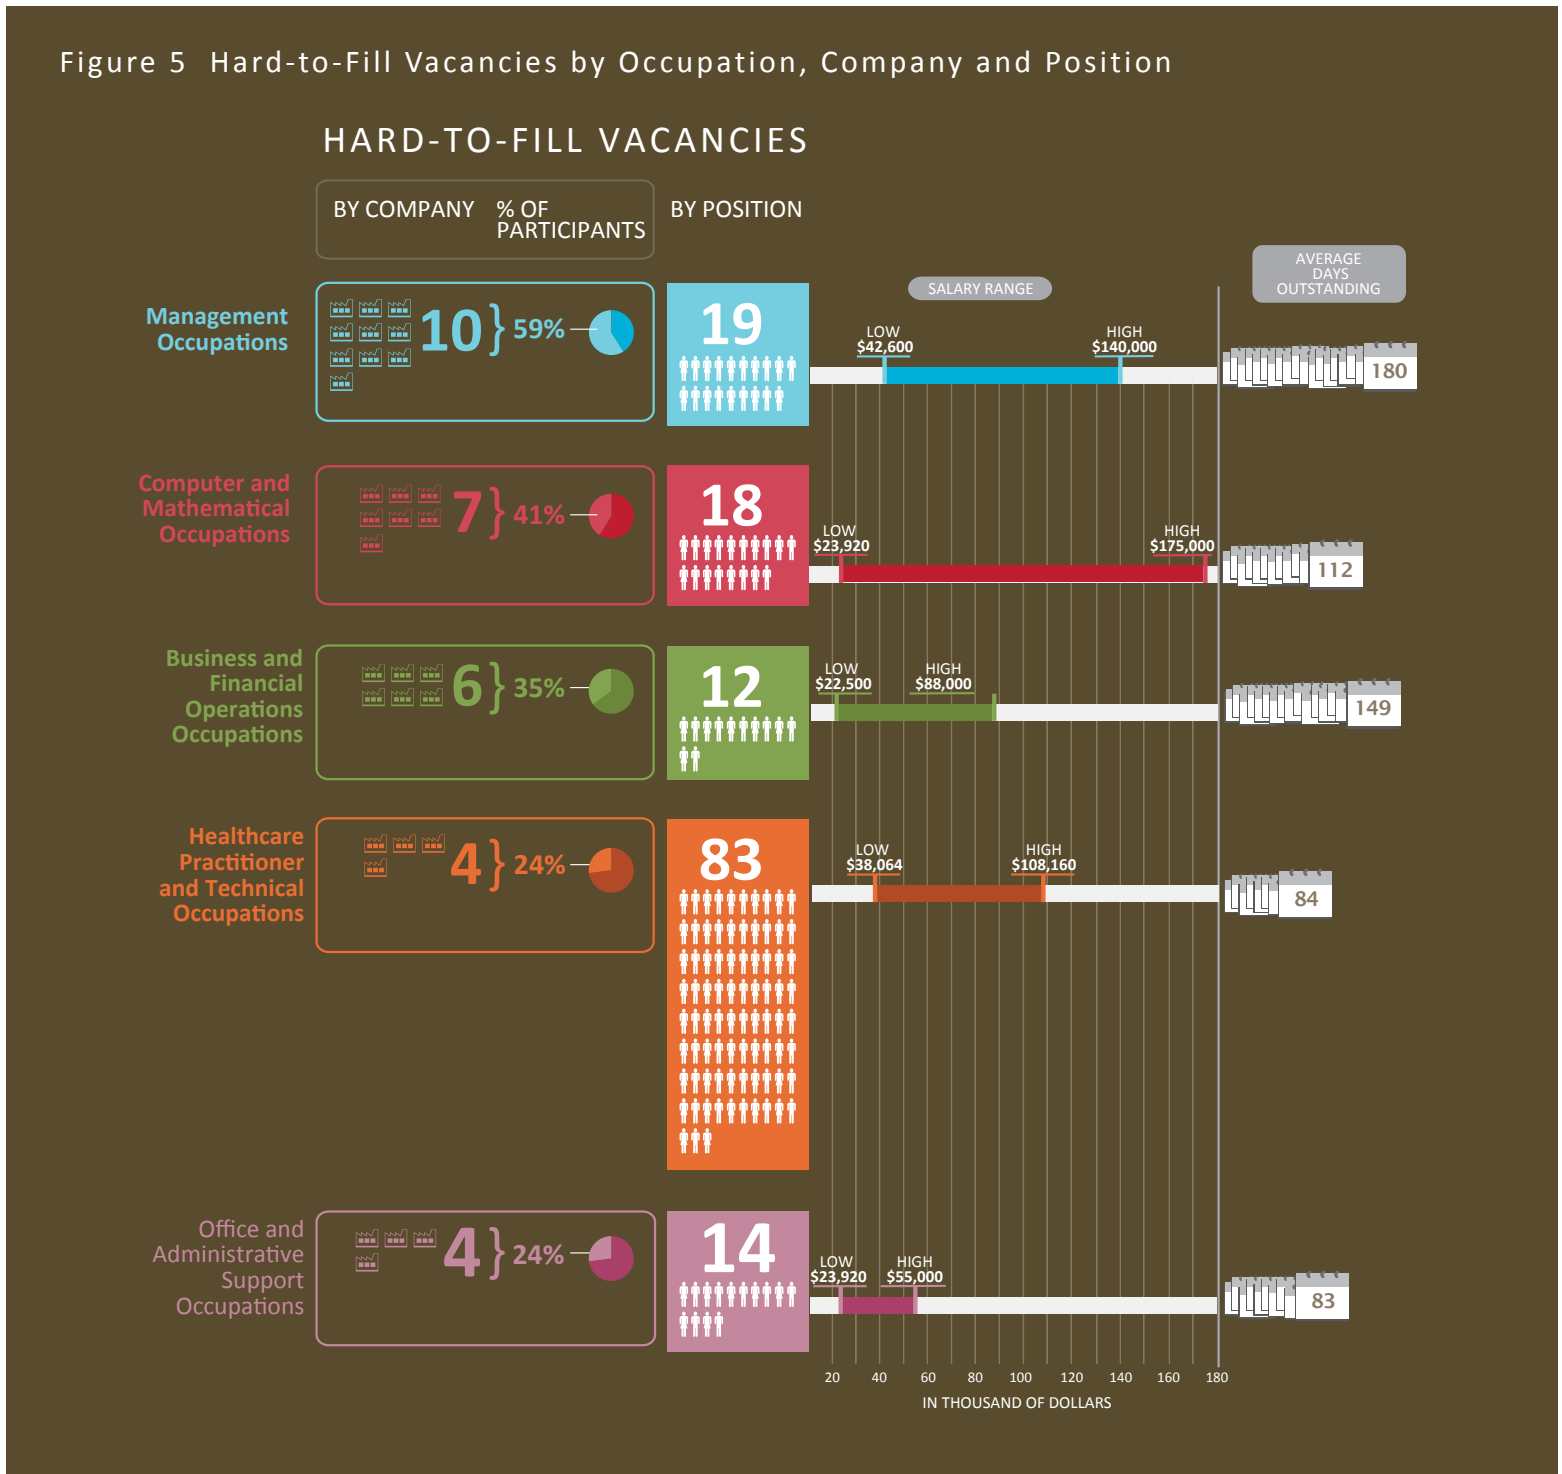 Figure 5 Hard-to-Fill Vacancies by Occupation, Company and Position
HARD-TO-FILL VACANCIES
BY COMPANY
% OF
PARTICIPANTS
BY POSITION
SALARY RANGE
AVERAGE
DAYS
OUTSTANDING
Management
Occupations
10 } 59%
19
LOW
$42,600
HIGH
$140,000
180
Computer and
Mathematical
Occupations
7 } 41%
18
LOW
$23,920
HIGH
$175,000
112
Business and
Financial
Operations
Occupations
6 } 35%
12
LOW
$22,500
HIGH
$88,000
149
Healthcare
Practitioner
and Technical
Occupations
4 } 24%
83
LOW
$38,064
HIGH
$108,160
84
Office and
Administrative
Support
Occupations
4 } 24%
14
LOW
$23,920
HIGH
$55,000
83
20 40 60 80 100 120 140 160 180
IN THOUSAND OF DOLLARS